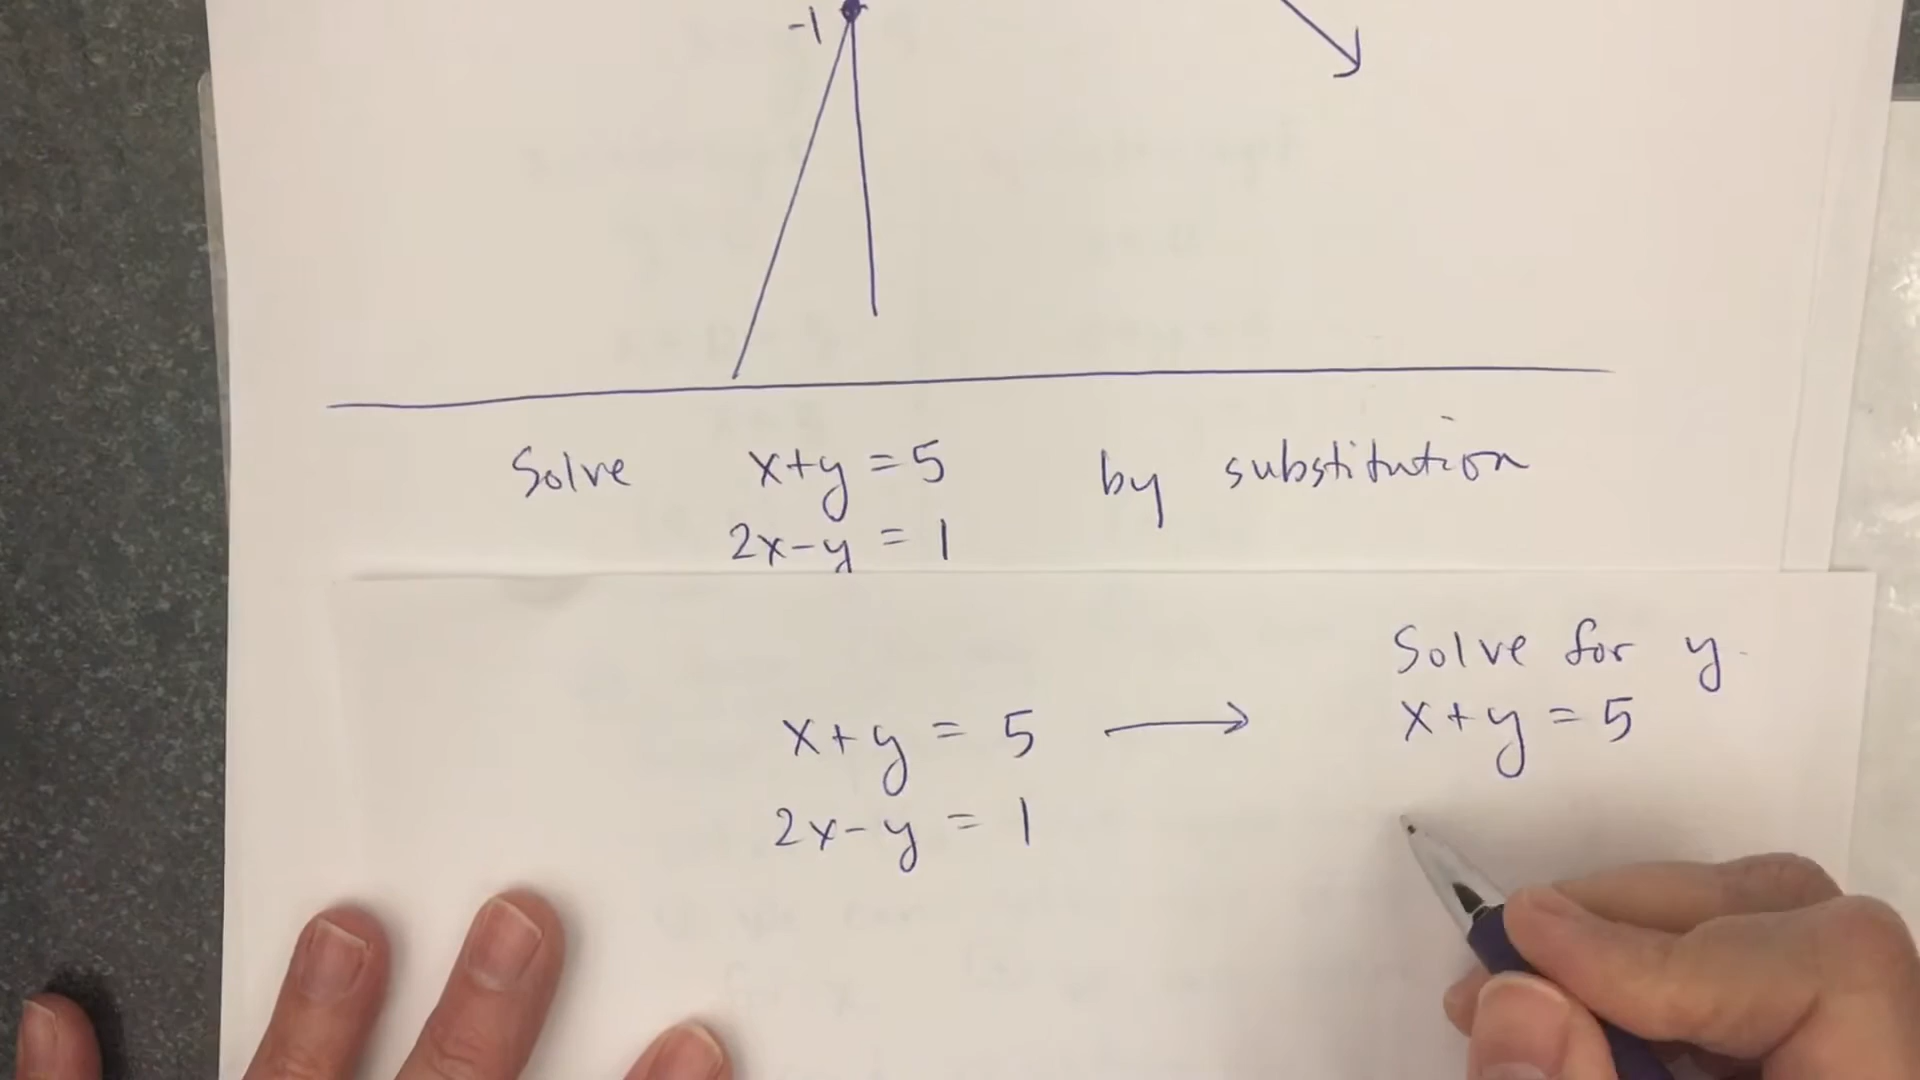 -1
Solve x+y = 5 by substitution
2x-y = 1
Solve for y.
x+y = 5 x+y = 5
2x-y = 1